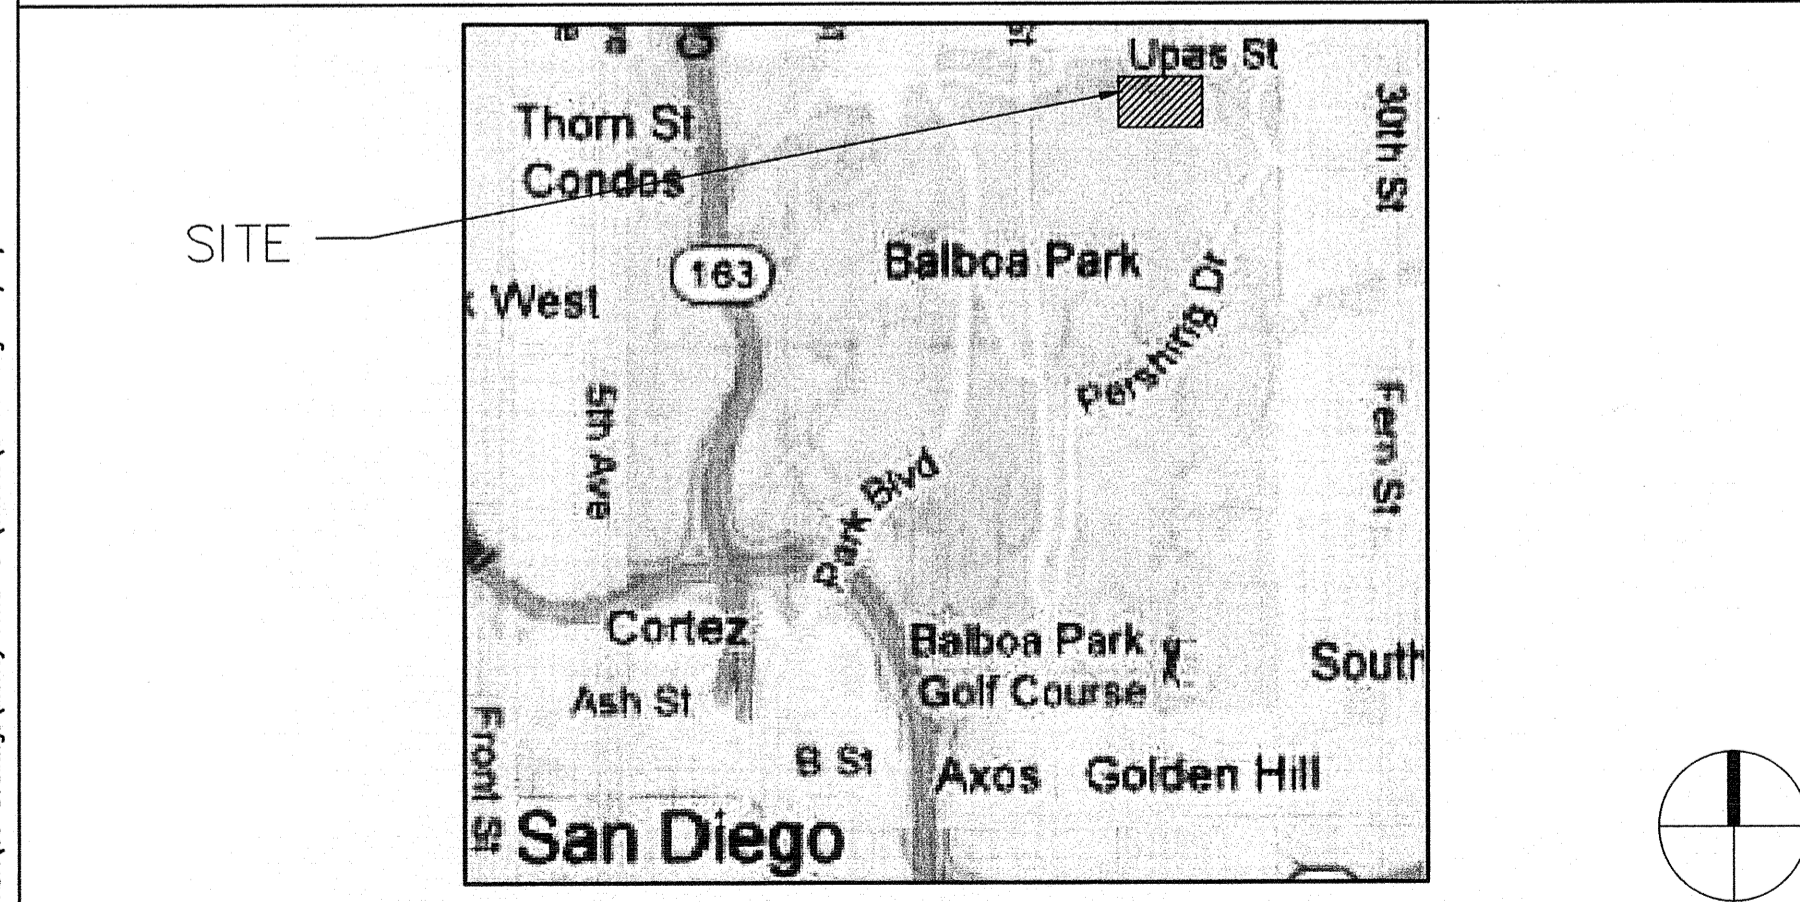 Upas St
Thorn St
Condos
30th St
SITE
Balboa Park
163
West
Pershing Dr
5th Ave
Fern St
Park Blvd
Cortez
Balboa Park
Golf Course
South
Ash St
Front St
B St
Axos
Golden Hill
San Diego